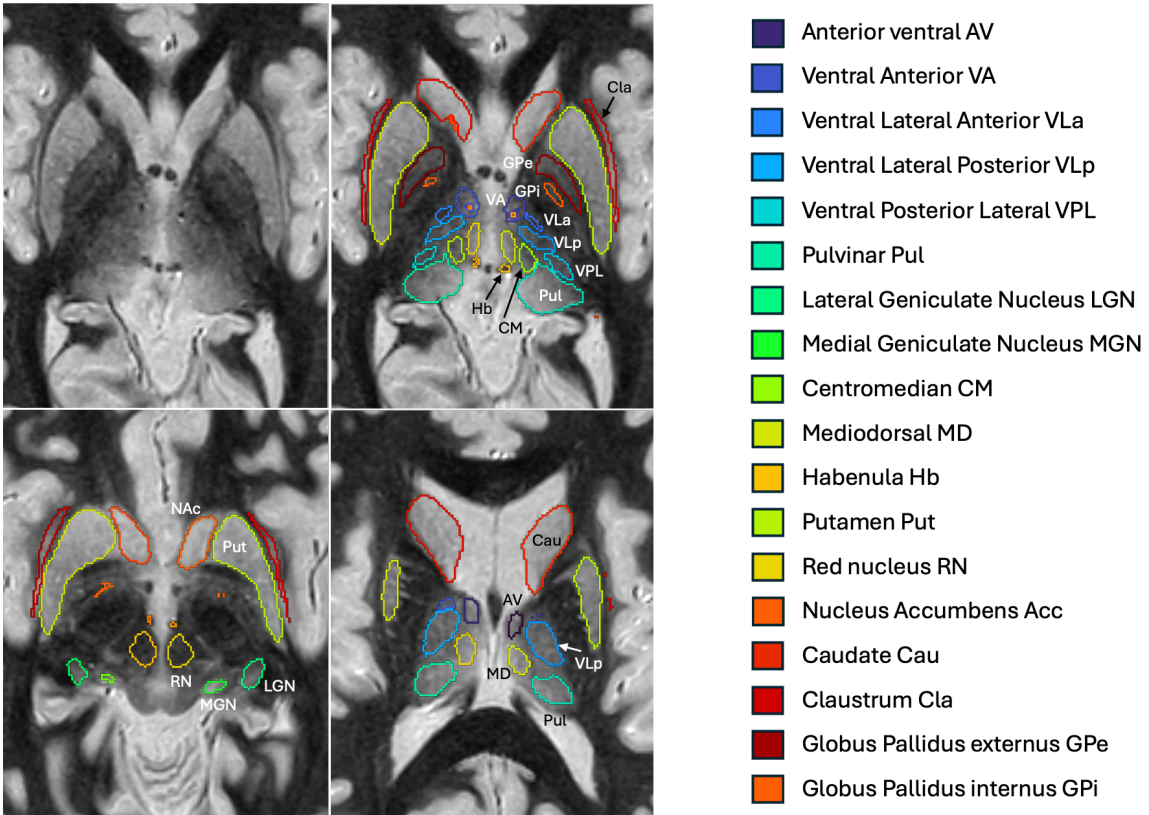 Cla
GPe
GPi
VA
VLa
VLp
VPL
Hb
Pul
CM
NAc
Put
RN
LGN
MGN
Cau
AV
MD
VLp
Pul
Anterior ventral AV
Ventral Anterior VA
Ventral Lateral Anterior VLa
Ventral Lateral Posterior VLp
Ventral Posterior Lateral VPL
Pulvinar Pul
Lateral Geniculate Nucleus LGN
Medial Geniculate Nucleus MGN
Centromedian CM
Mediodorsal MD
Habenula Hb
Putamen Put
Red nucleus RN
Nucleus Accumbens Acc
Caudate Cau
Claustrum Cla
Globus Pallidus externus GPe
Globus Pallidus internus GPi